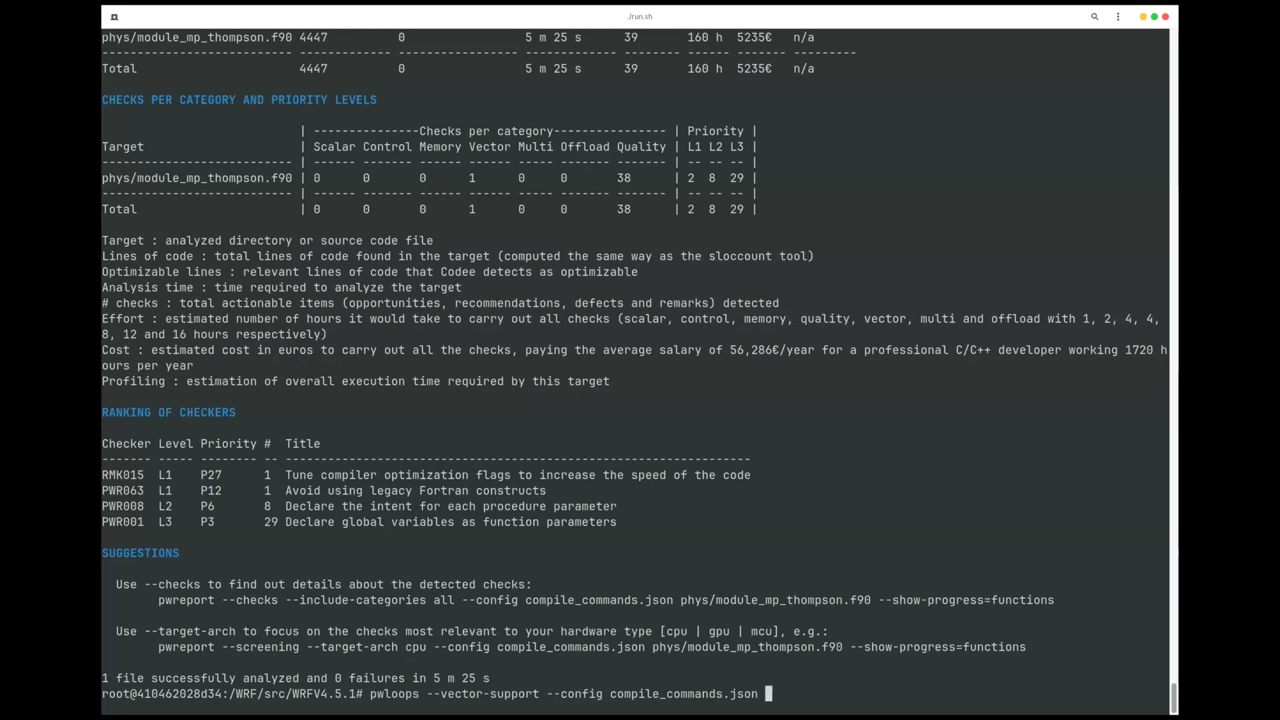 ./run.sh
phys/module_mp_thompson.f90 4447 0 5 m 25 s 39 160 h 5235€ n/a
--------------------------- ------------- ----------------- ------------- -------- ------ ------- ---------
Total 4447 0 5 m 25 s 39 160 h 5235€ n/a
CHECKS PER CATEGORY AND PRIORITY LEVELS
| ---------------Checks per category---------------- | Priority |
Target | Scalar Control Memory Vector Multi Offload Quality | L1 L2 L3 |
--------------------------- | ------ ------- ------ ------ ----- ------- ------- | -- -- -- |
phys/module_mp_thompson.f90 | 0 0 0 1 0 0 38 | 2 8 29 |
--------------------------- | ------ ------- ------ ------ ----- ------- ------- | -- -- -- |
Total | 0 0 0 1 0 0 38 | 2 8 29 |
Target : analyzed directory or source code file
Lines of code : total lines of code found in the target (computed the same way as the sloccount tool)
Optimizable lines : relevant lines of code that Codee detects as optimizable
Analysis time : time required to analyze the target
# checks : total actionable items (opportunities, recommendations, defects and remarks) detected
Effort : estimated number of hours it would take to carry out all checks (scalar, control, memory, quality, vector, multi and offload with 1, 2, 4, 4,
8, 12 and 16 hours respectively)
Cost : estimated cost in euros to carry out all the checks, paying the average salary of 56,286€/year for a professional C/C++ developer working 1720 h
ours per year
Profiling : estimation of overall execution time required by this target
RANKING OF CHECKERS
Checker Level Priority # Title
------- ----- -------- -- ------------------------------------------------------------------
RMK015 L1 P27 1 Tune compiler optimization flags to increase the speed of the code
PWR063 L1 P12 1 Avoid using legacy Fortran constructs
PWR008 L2 P6 8 Declare the intent for each procedure parameter
PWR001 L3 P3 29 Declare global variables as function parameters
SUGGESTIONS
Use --checks to find out details about the detected checks:
pwreport --checks --include-categories all --config compile_commands.json phys/module_mp_thompson.f90 --show-progress=functions
Use --target-arch to focus on the checks most relevant to your hardware type [cpu | gpu | mcu], e.g.:
pwreport --screening --target-arch cpu --config compile_commands.json phys/module_mp_thompson.f90 --show-progress=functions
1 file successfully analyzed and 0 failures in 5 m 25 s
root@410462028d34:/WRF/src/WRFV4.5.1# pwloops --vector-support --config compile_commands.json